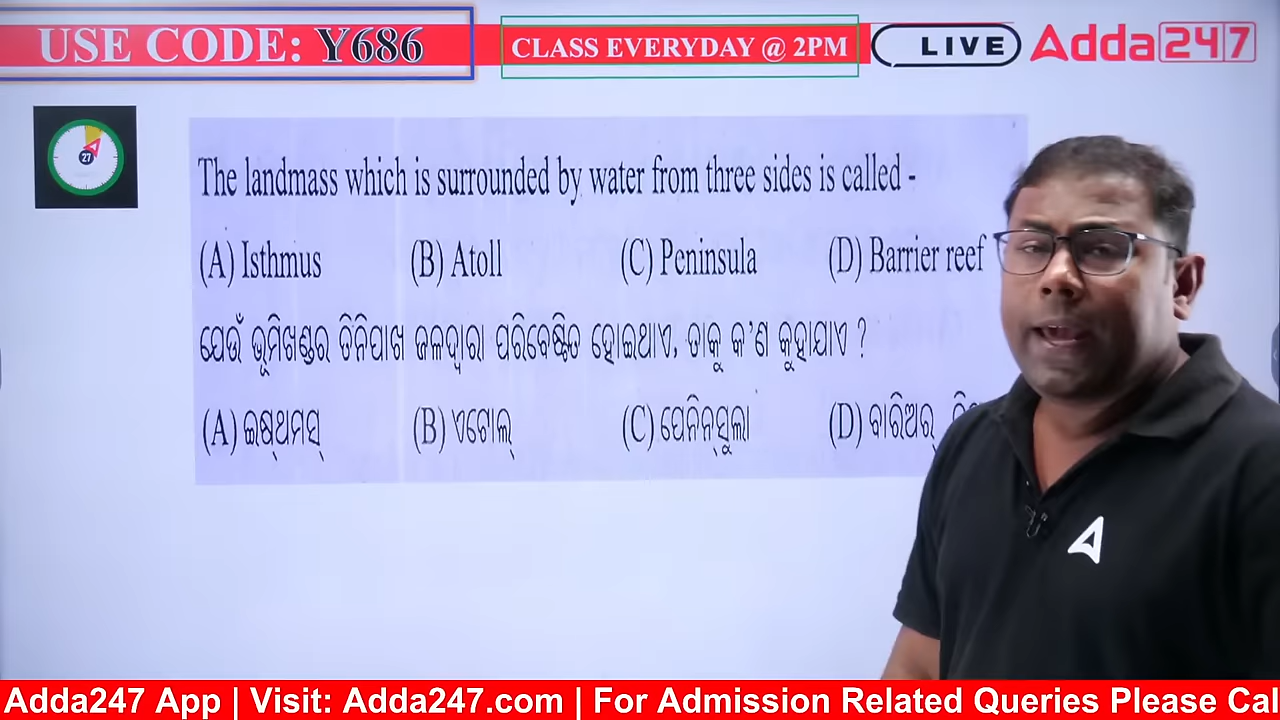 USE CODE: Y686
CLASS EVERYDAY @ 2PM
LIVE
Adda247
27
The landmass which is surrounded by water from three sides is called -
(A) Isthmus (B) Atoll (C) Peninsula (D) Barrier reef
ଯେଉଁ ଭୂମିଖଣ୍ଡର ତିନିପାଖ ଜଳଦ୍ୱାରା ପରିବେଷ୍ଟିତ ହୋଇଥାଏ, ତାକୁ କ'ଣ କୁହାଯାଏ ?
(A) ଇଷ୍ଥମସ୍ (B) ଏଟୋଲ୍ (C) ପେନିନ୍‌ସୁଲା (D) ବାରିଅର୍
Adda247 App | Visit: Adda247.com | For Admission Related Queries Please Cal